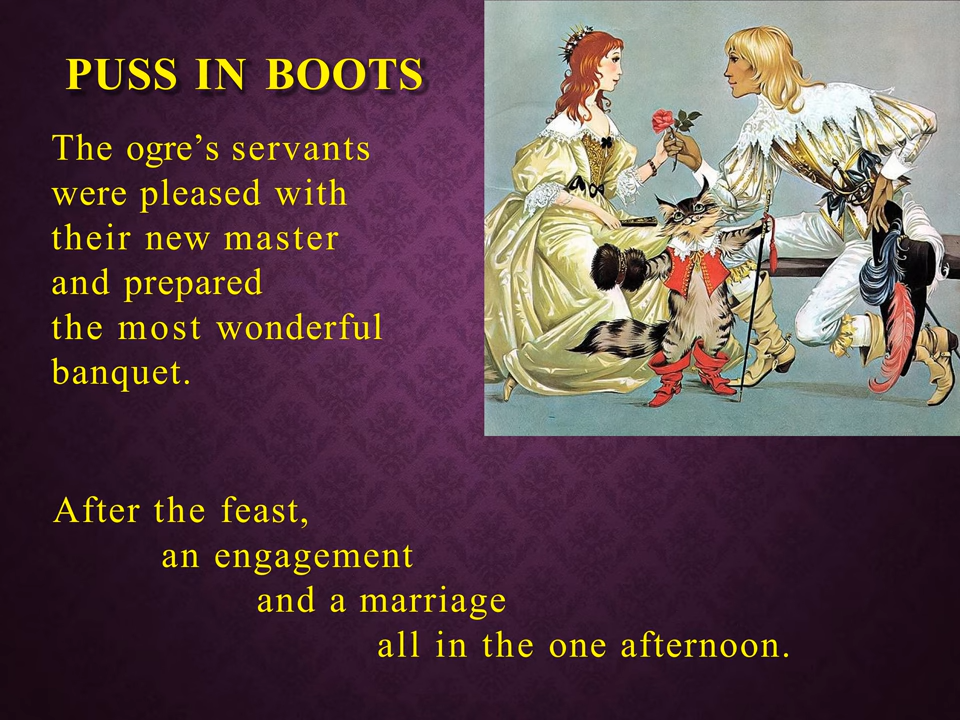 PUSS IN BOOTS
The ogre’s servants
were pleased with
their new master
and prepared
the most wonderful
banquet.
After the feast,
an engagement
and a marriage
all in the one afternoon.